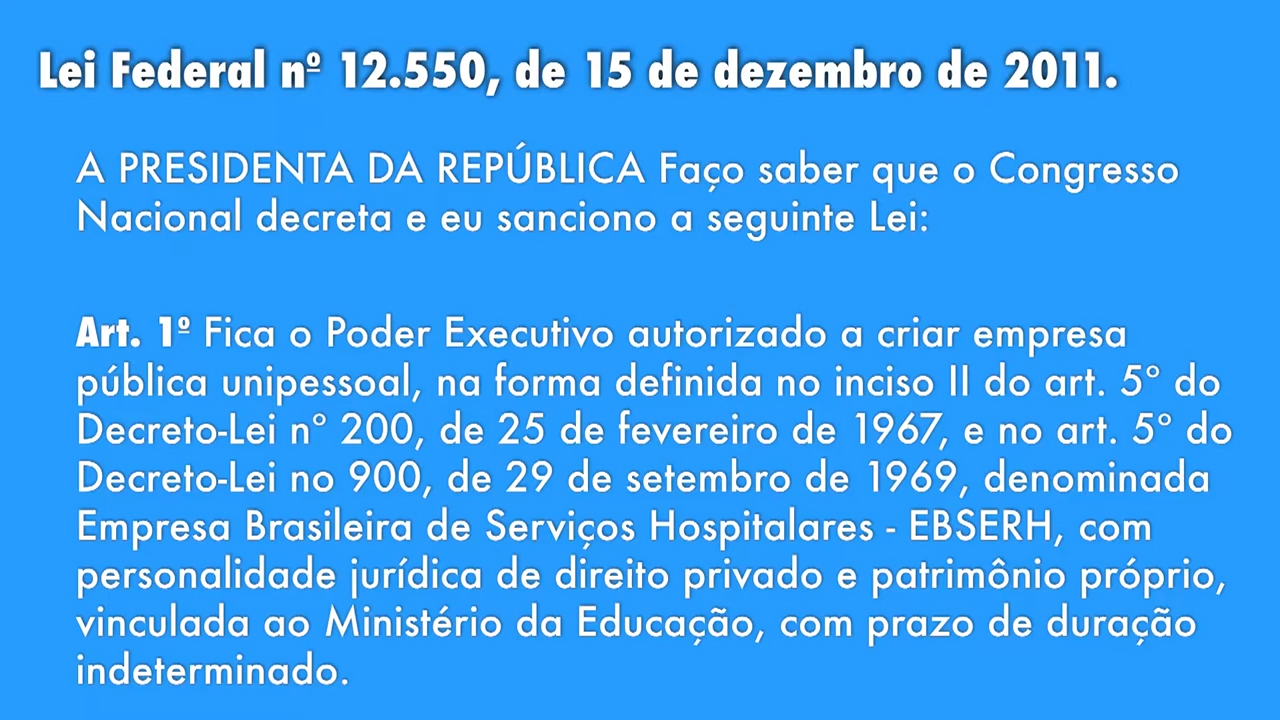 Lei Federal nº 12.550, de 15 de dezembro de 2011.
A PRESIDENTA DA REPÚBLICA Faço saber que o Congresso
Nacional decreta e eu sanciono a seguinte Lei:
Art. 1º Fica o Poder Executivo autorizado a criar empresa
pública unipessoal, na forma definida no inciso II do art. 5° do
Decreto-Lei n° 200, de 25 de fevereiro de 1967, e no art. 5° do
Decreto-Lei no 900, de 29 de setembro de 1969, denominada
Empresa Brasileira de Serviços Hospitalares - EBSERH, com
personalidade jurídica de direito privado e patrimônio próprio,
vinculada ao Ministério da Educação, com prazo de duração
indeterminado.